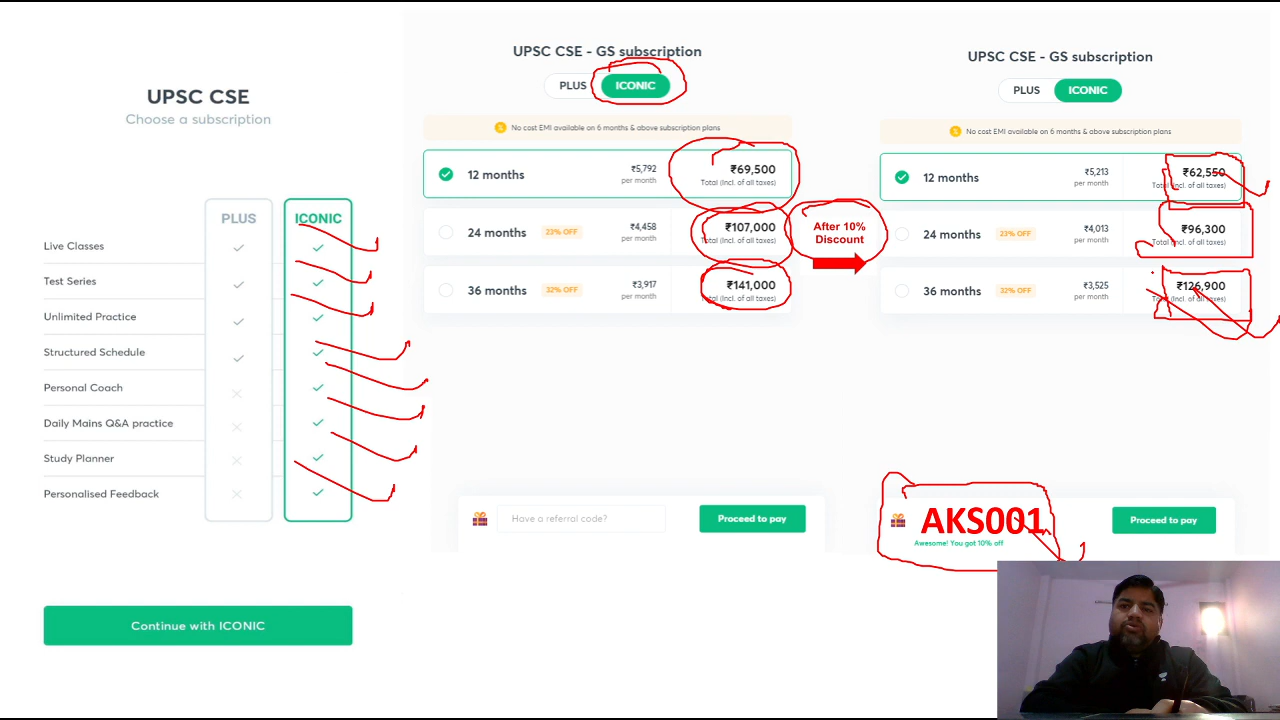 UPSC CSE
Choose a subscription
PLUS
ICONIC
Live Classes
Test Series
Unlimited Practice
Structured Schedule
Personal Coach
Daily Mains Q&A practice
Study Planner
Personalised Feedback
Continue with ICONIC
UPSC CSE - GS subscription
PLUS
ICONIC
No cost EMI available on 6 months & above subscription plans
12 months
₹5,792
per month
₹69,500
Total (Incl. of all taxes)
24 months
23% OFF
₹4,458
per month
₹107,000
Total (Incl. of all taxes)
36 months
32% OFF
₹3,917
per month
₹141,000
Total (Incl. of all taxes)
Have a referral code?
Proceed to pay
After 10%
Discount
UPSC CSE - GS subscription
PLUS
ICONIC
No cost EMI available on 6 months & above subscription plans
12 months
₹5,213
per month
₹62,550
Total (Incl. of all taxes)
24 months
23% OFF
₹4,013
per month
₹96,300
Total (Incl. of all taxes)
36 months
32% OFF
₹3,525
per month
₹126,900
Total (Incl. of all taxes)
AKS001
Awesome! You got 10% off
Proceed to pay